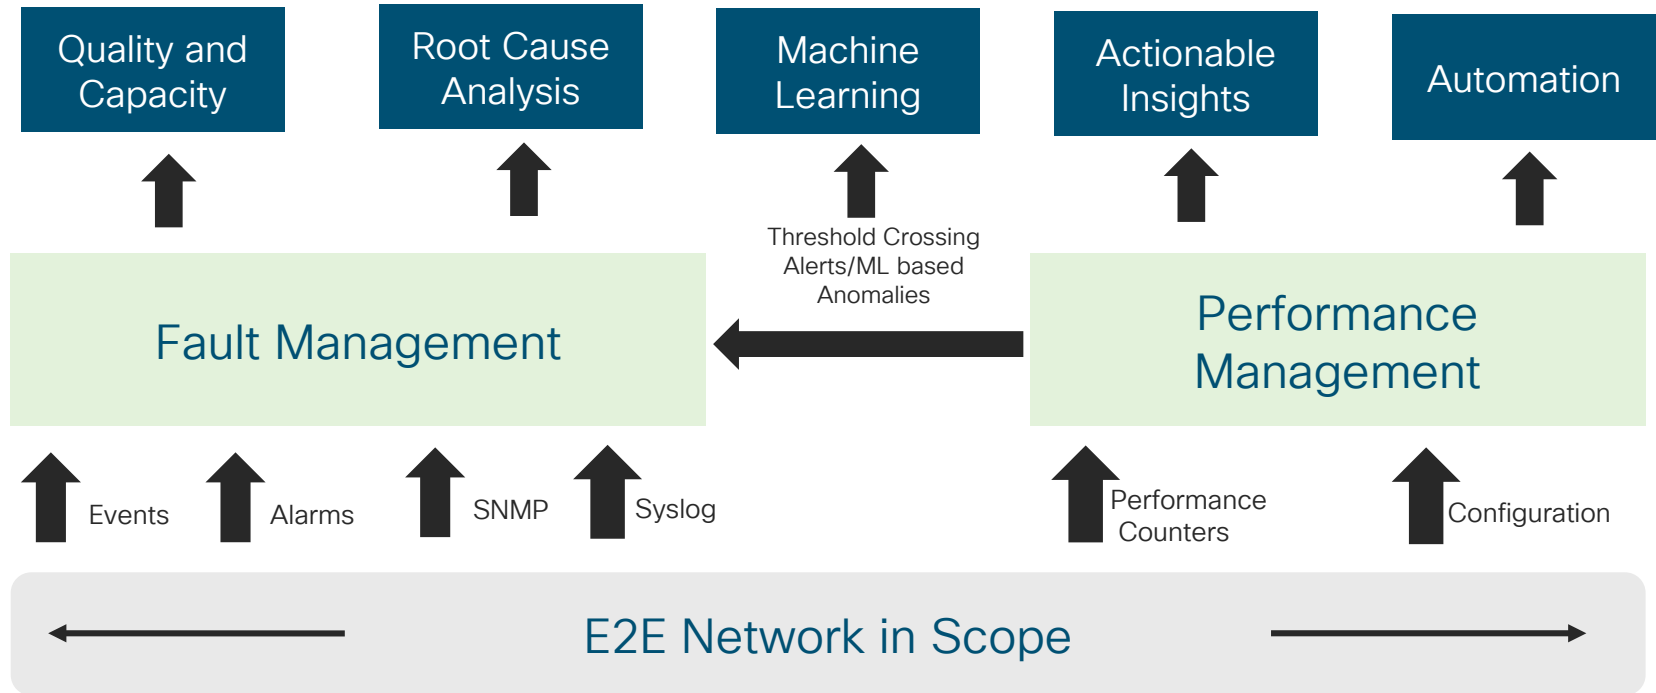 Quality and
Capacity
Root Cause
Analysis
Machine
Learning
Actionable
Insights
Automation
Threshold Crossing
Alerts/ML based
Anomalies
Fault Management
Performance
Management
Events
Alarms
SNMP
Syslog
Performance
Counters
Configuration
E2E Network in Scope